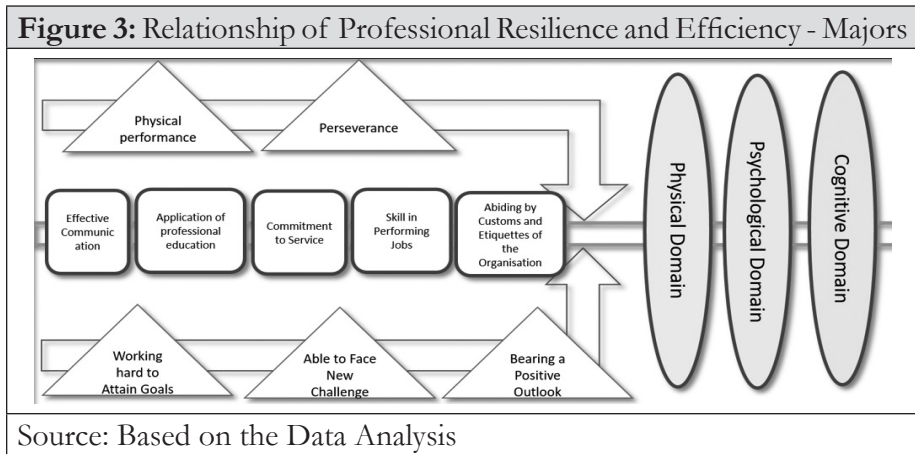 Figure 3: Relationship of Professional Resilience and Efficiency - Majors
Physical
performance
Perseverance
Effective
Communic
ation
Application of
professional
education
Commitment
to Service
Skill in
Performing
Jobs
Abiding by
Customs and
Etiquettes of
the
Organisation
Working
hard to
Attain Goals
Able to Face
New
Challenge
Bearing a
Positive
Outlook
Physical Domain
Psychological Domain
Cognitive Domain
Source: Based on the Data Analysis